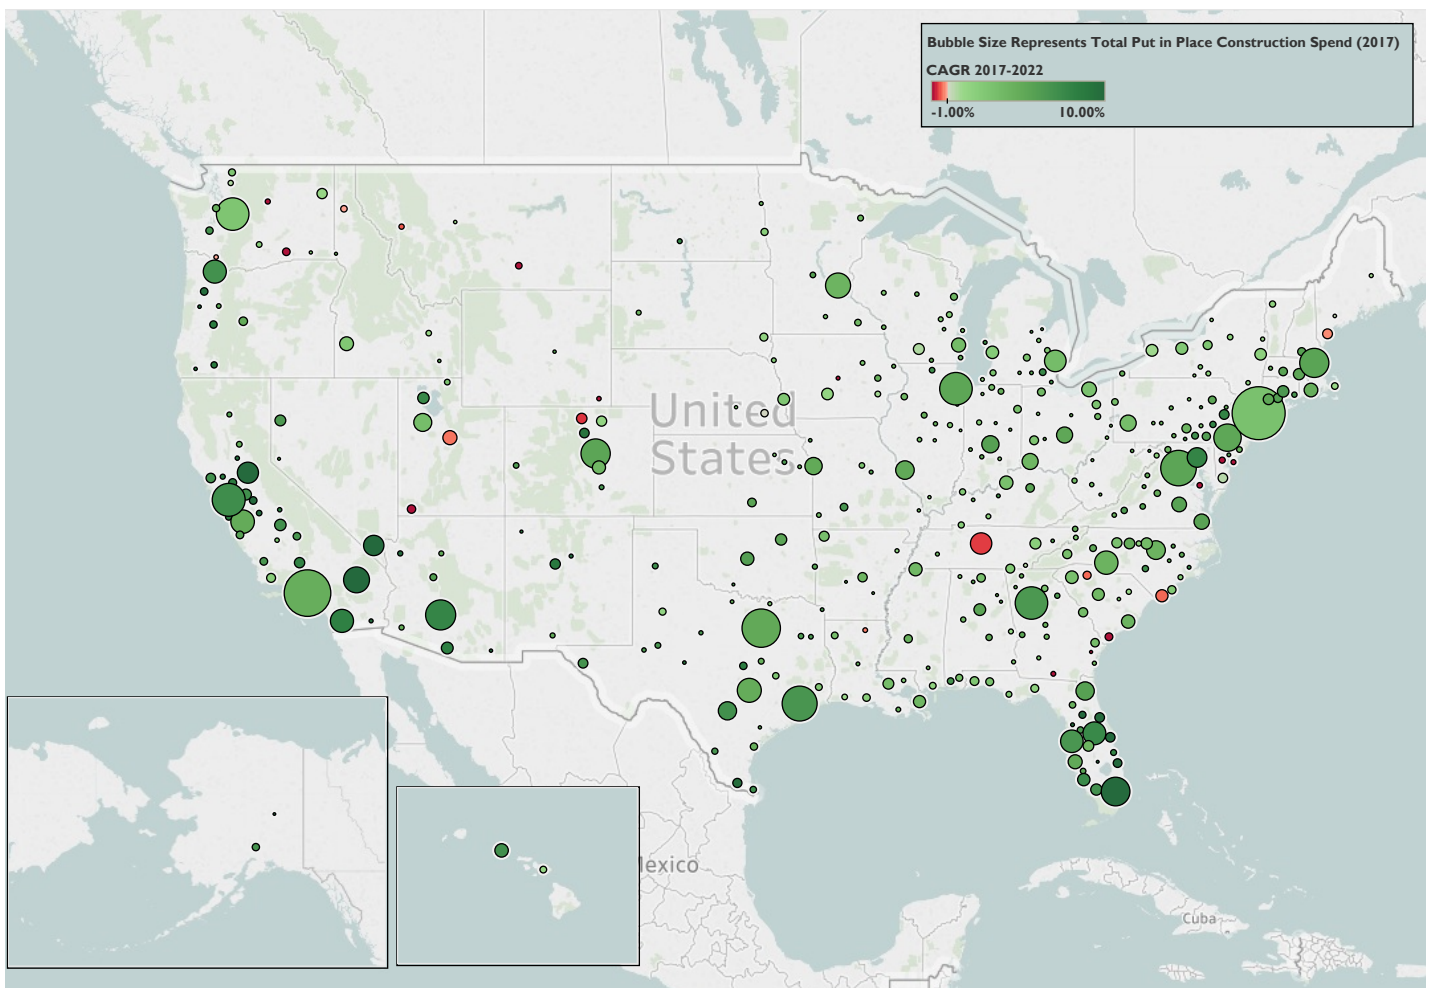 Bubble Size Represents Total Put in Place Construction Spend (2017)
CAGR 2017-2022
-1.00% 10.00%
United
States
Mexico
Cuba